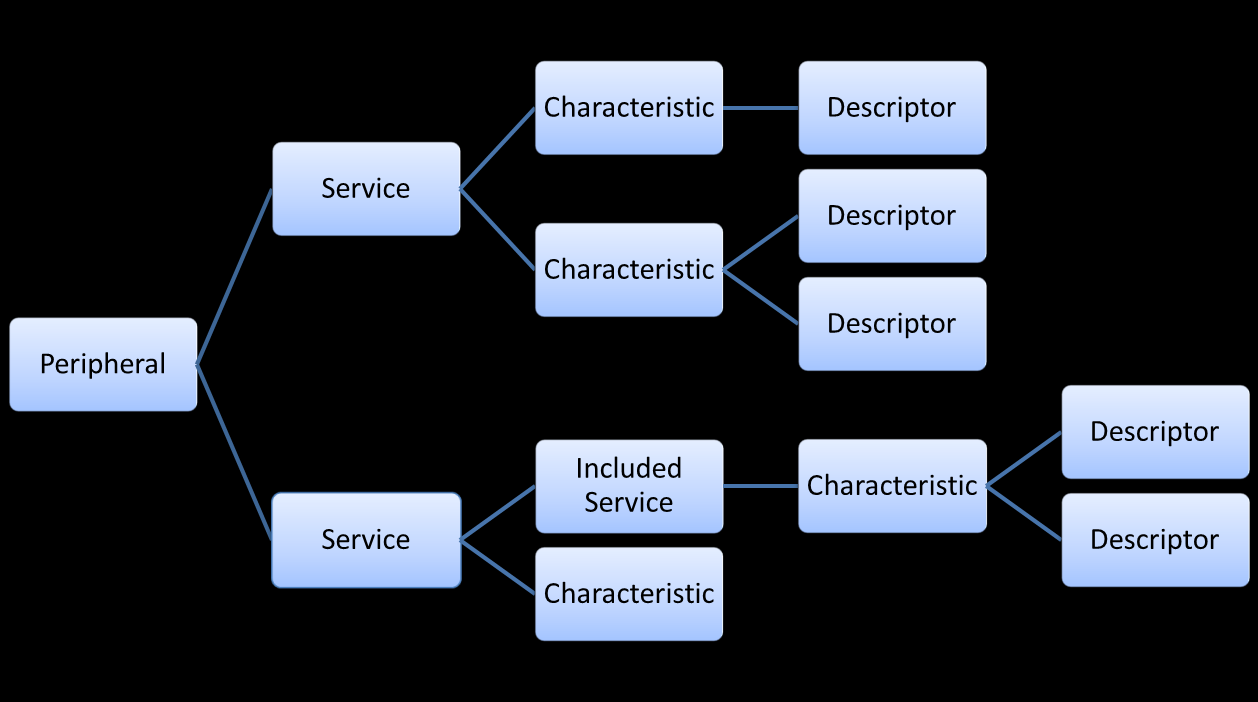 Characteristic
Descriptor
Service
Descriptor
Characteristic
Descriptor
Peripheral
Descriptor
Included
Service
Characteristic
Service
Descriptor
Characteristic